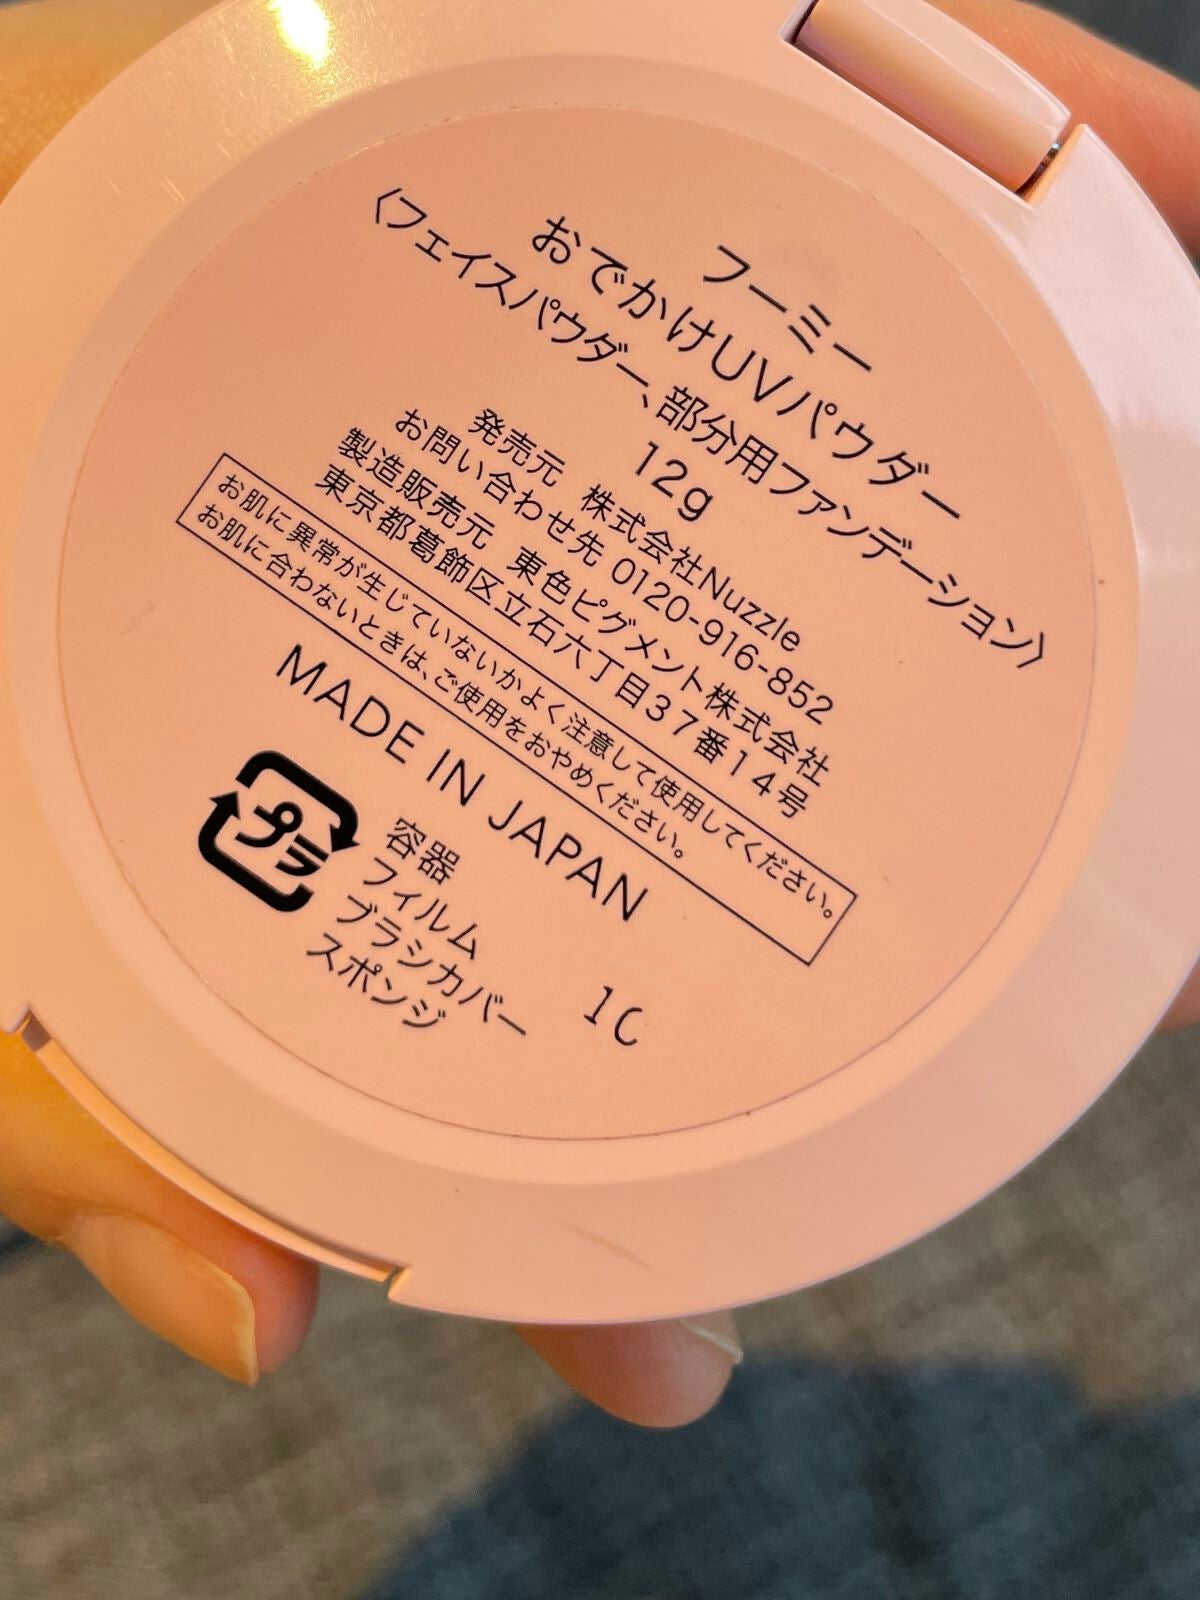 フーミー
おでかけUVパウダー
〈フェイスパウダー、部分用ファンデーション〉
12g
発売元 株式会社Nuzzle
お問い合わせ先 0120-916-852
製造販売元 東色ピグメント株式会社
東京都葛飾区立石六丁目37番14号
お肌に異常が生じていないかよく注意して使用してください。
お肌に合わないときは、ご使用をおやめください。
MADE IN JAPAN
プラ
容器
フィルム
ブラシカバー
スポンジ
1C